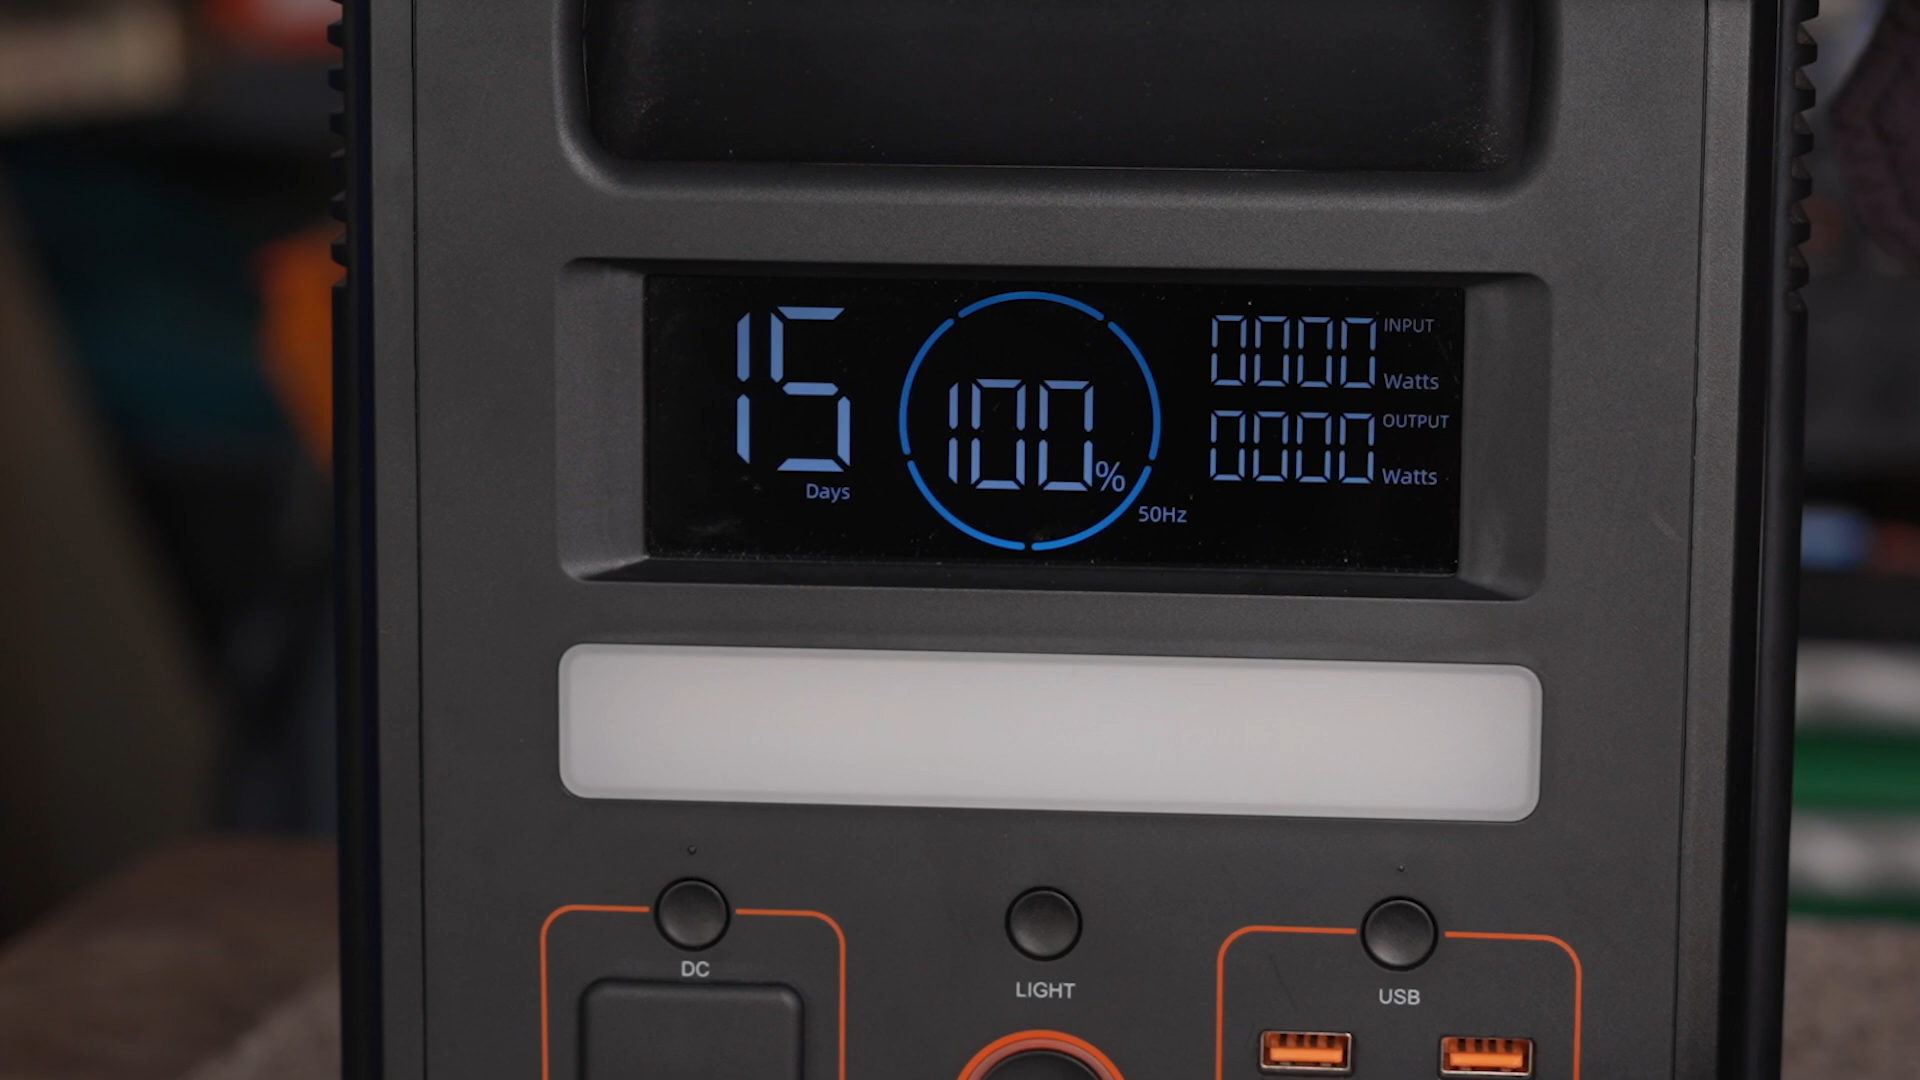 15
Days
100%
50Hz
0000 INPUT
Watts
0000 OUTPUT
Watts
DC
LIGHT
USB